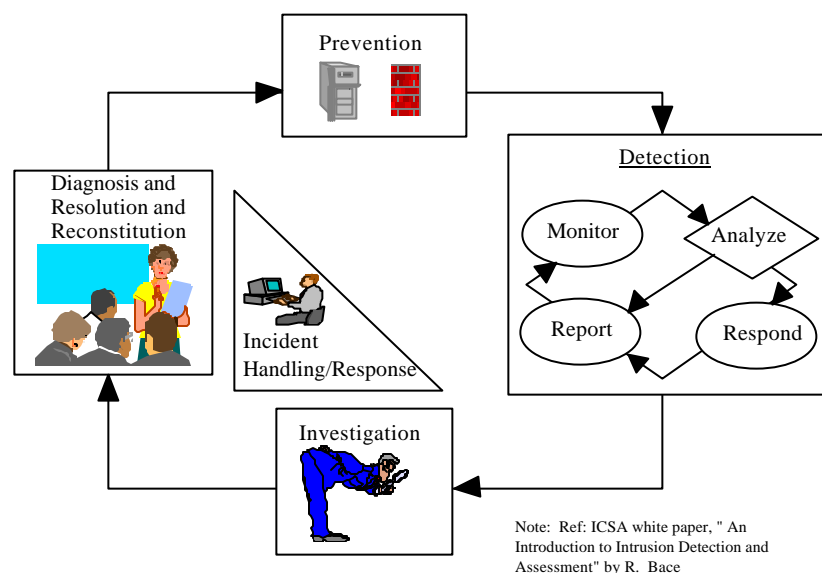 Prevention
Detection
Monitor
Analyze
Report
Respond
Diagnosis and
Resolution and
Reconstitution
Incident
Handling/Response
Investigation
Note: Ref: ICSA white paper, " An
Introduction to Intrusion Detection and
Assessment" by R. Bace